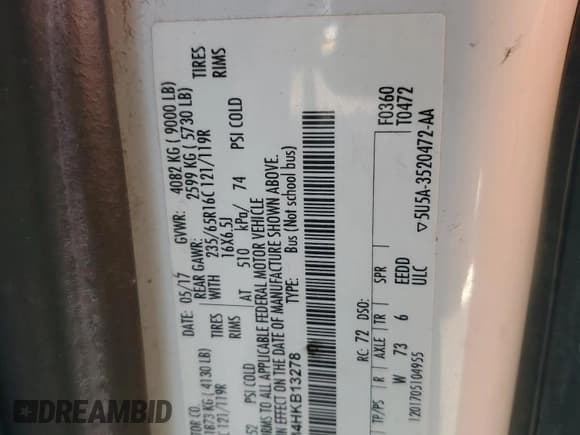 DATE: 05/17 GVWR: 4082 KG ( 9000 LB)
TOR CO. REAR GAWR: 2599 KG ( 5730 LB)
1873 KG ( 4130 LB) WITH 235/65R16C 121/119R TIRES
C 121/119R TIRES 16X6.5J RIMS
RIMS AT 510 kPa/ 74 PSI COLD
52 PSI COLD
TO ALL APPLICABLE FEDERAL MOTOR VEHICLE
IN EFFECT ON THE DATE OF MANUFACTURE SHOWN ABOVE.
4HKB13278 TYPE: Bus (Not school bus)
F0360
RC: 72 DSO: T0472
TP/PS R AXLE TR SPR 5U5A-3520472-AA
W 73 6 EEDD
1201705104955 ULC
DREAMBID